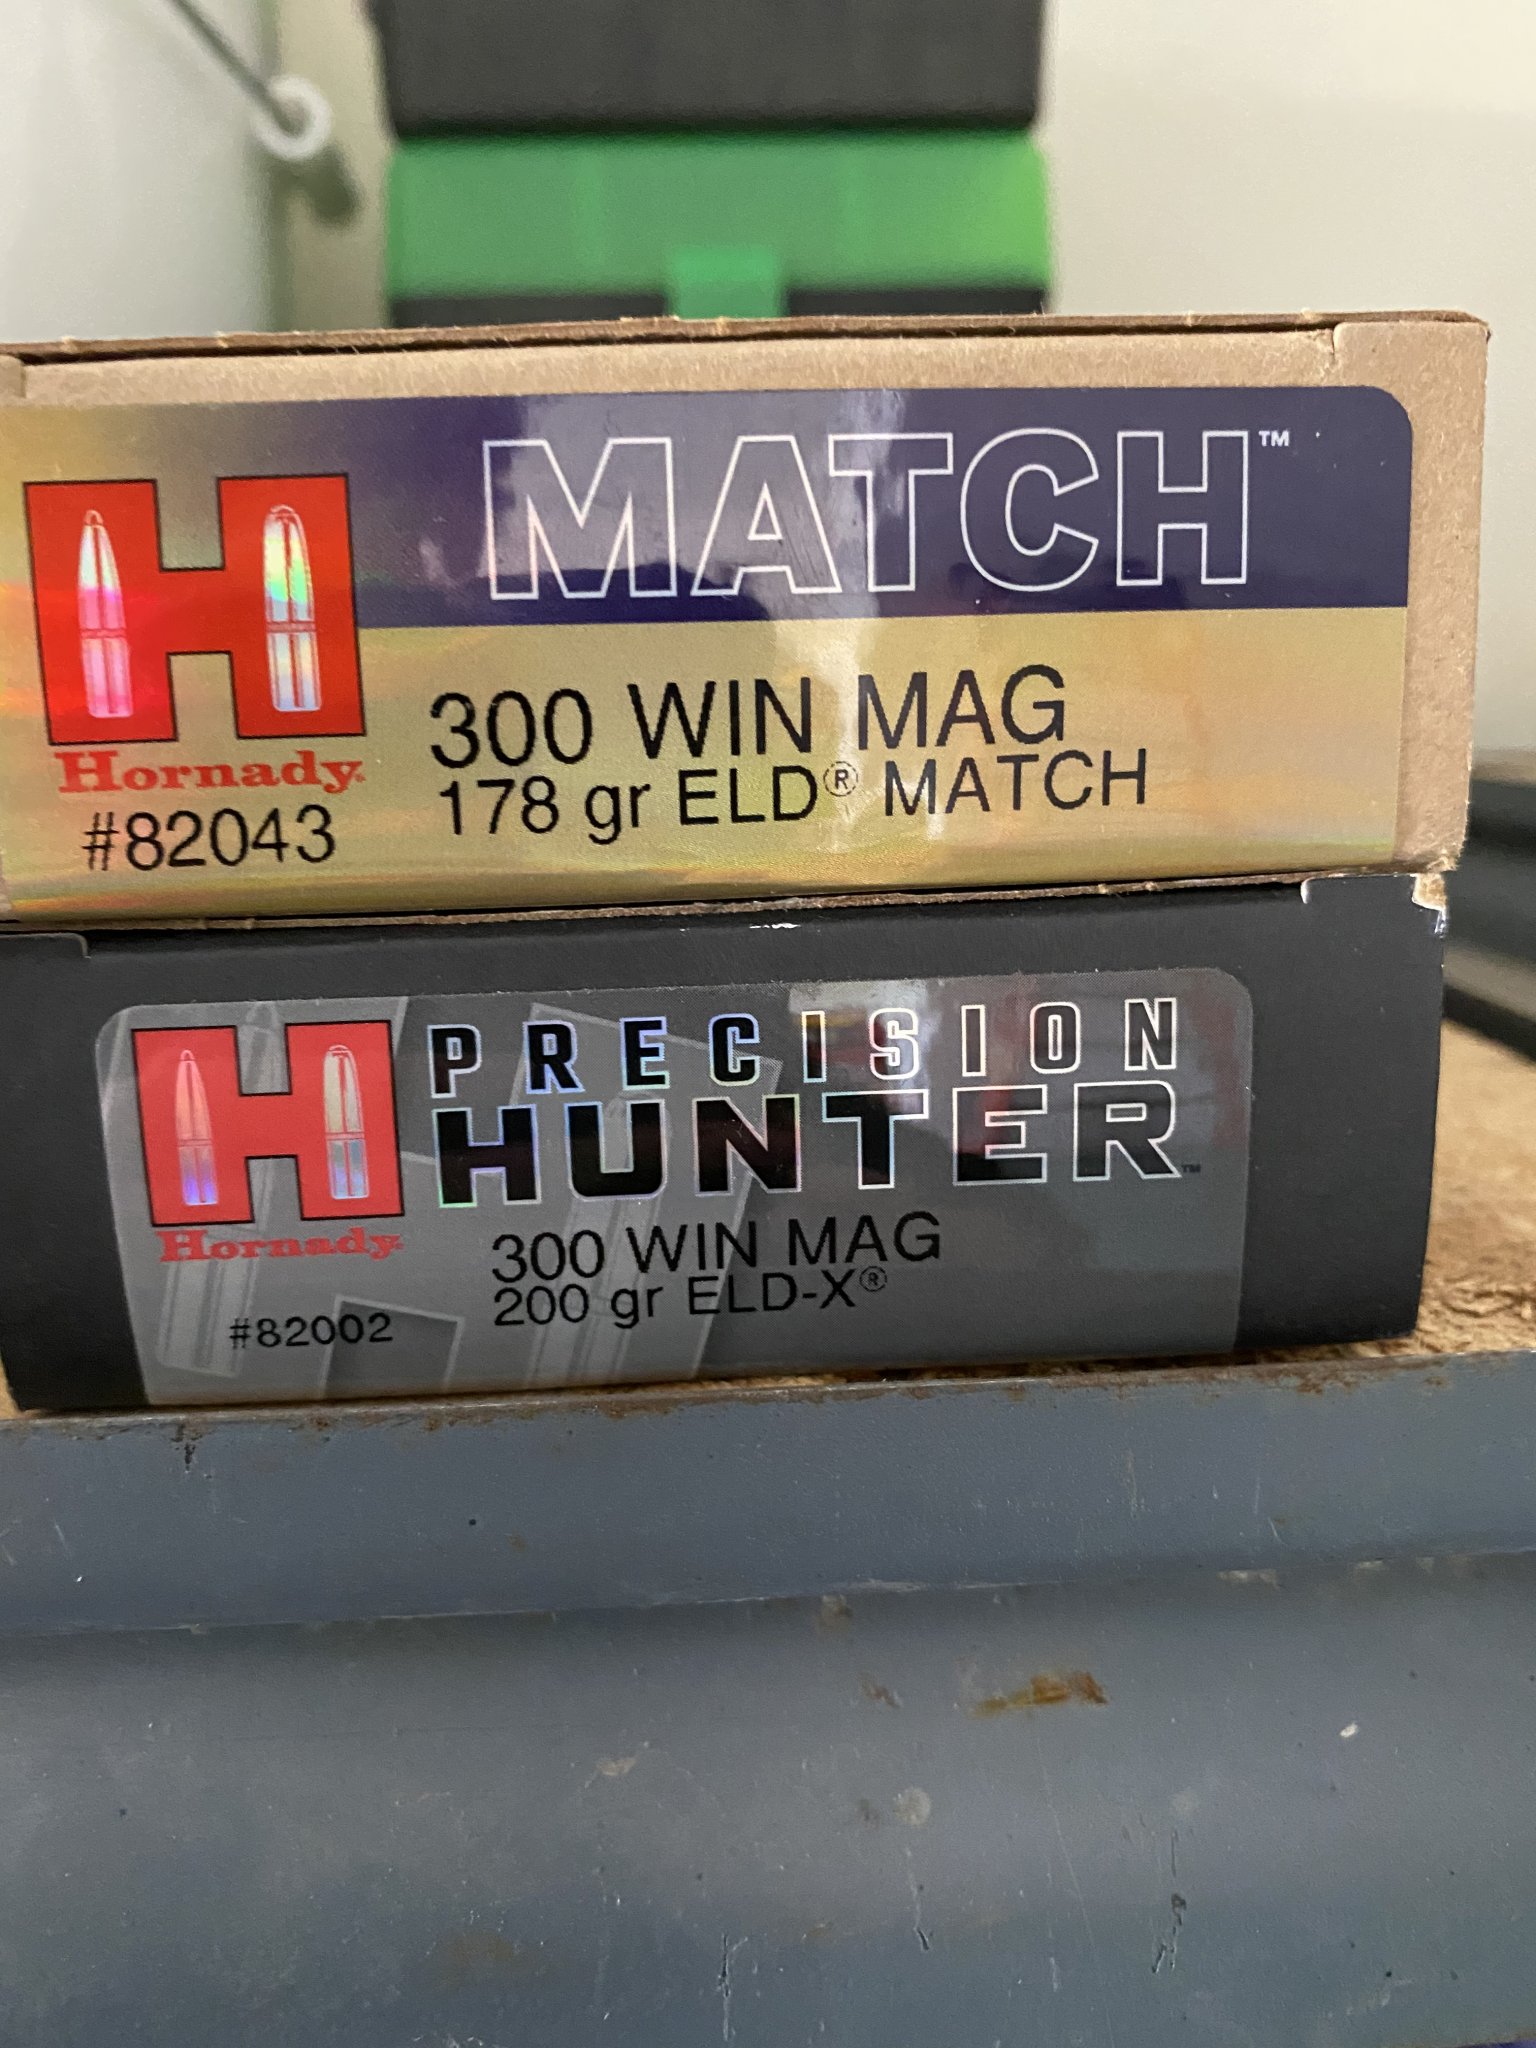 MATCH™
300 WIN MAG
178 gr ELD® MATCH
H
Hornady
#82043
PRECISION
HUNTER™
300 WIN MAG
200 gr ELD-X®
H
Hornady
#82002